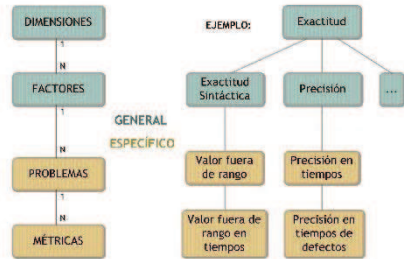 DIMENSIONES
1
N
FACTORES
1
N
PROBLEMAS
1
N
MÉTRICAS
GENERAL
ESPECÍFICO
EJEMPLO:
Exactitud
Exactitud
Sintáctica
Precisión
...
Valor fuera
de rango
Precisión en
tiempos
Valor fuera de
rango en
tiempos
Precisión en
tiempos de
defectos